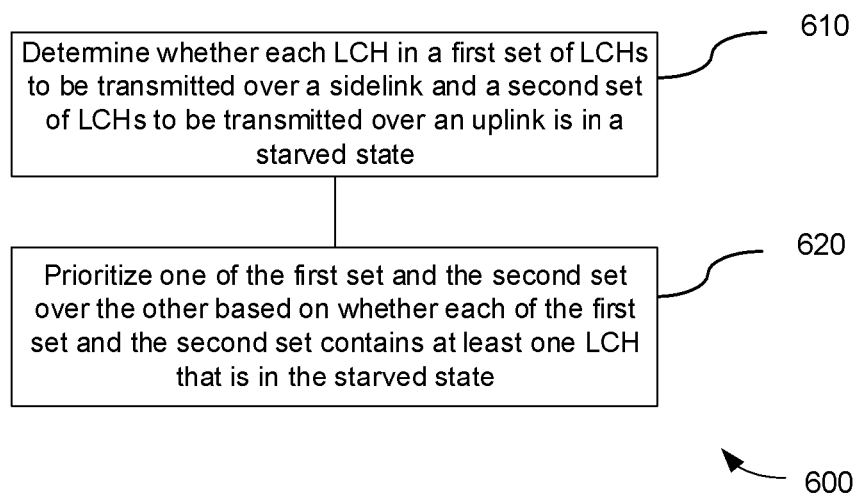 610
Determine whether each LCH in a first set of LCHs
to be transmitted over a sidelink and a second set
of LCHs to be transmitted over an uplink is in a
starved state
620
Prioritize one of the first set and the second set
over the other based on whether each of the first
set and the second set contains at least one LCH
that is in the starved state
600